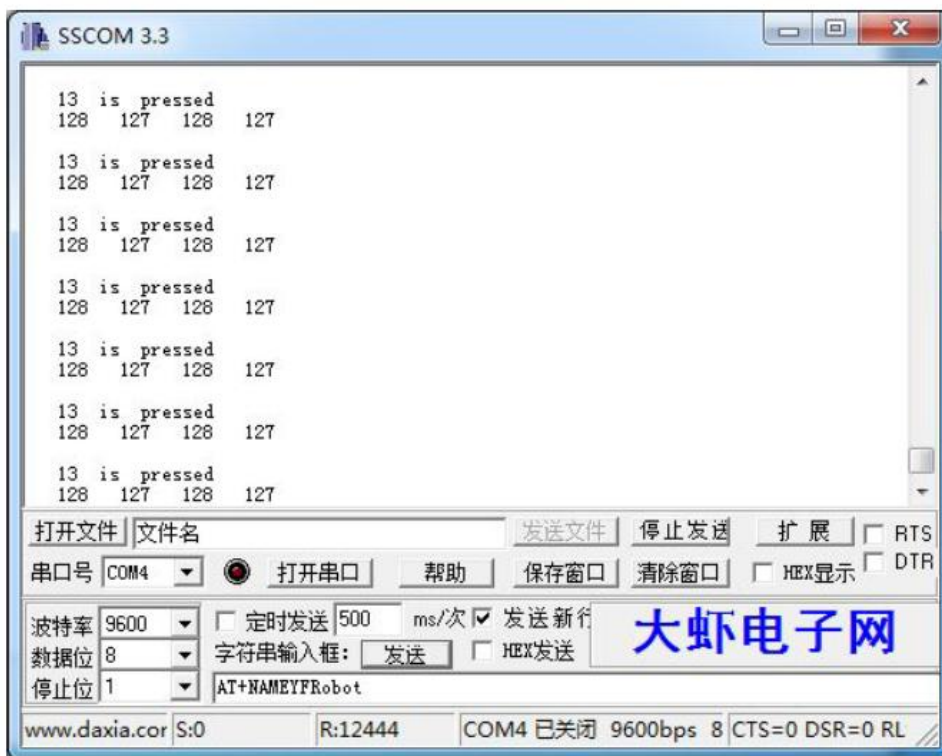 SSCOM 3.3
13 is pressed
128 127 128 127
13 is pressed
128 127 128 127
13 is pressed
128 127 128 127
13 is pressed
128 127 128 127
13 is pressed
128 127 128 127
13 is pressed
128 127 128 127
13 is pressed
128 127 128 127
打开文件 文件名 发送文件 停止发送 扩展 RTS
串口号 COM4 打开串口 帮助 保存窗口 清除窗口 HEX显示 DTR
波特率 9600 定时发送 500 ms/次 发送新行 大虾电子网
数据位 8 字符串输入框: 发送 HEX发送
停止位 1 AT+NAMEYFRobot
www.daxia.cor S:0 R:12444 COM4 已关闭 9600bps 8 CTS=0 DSR=0 RL